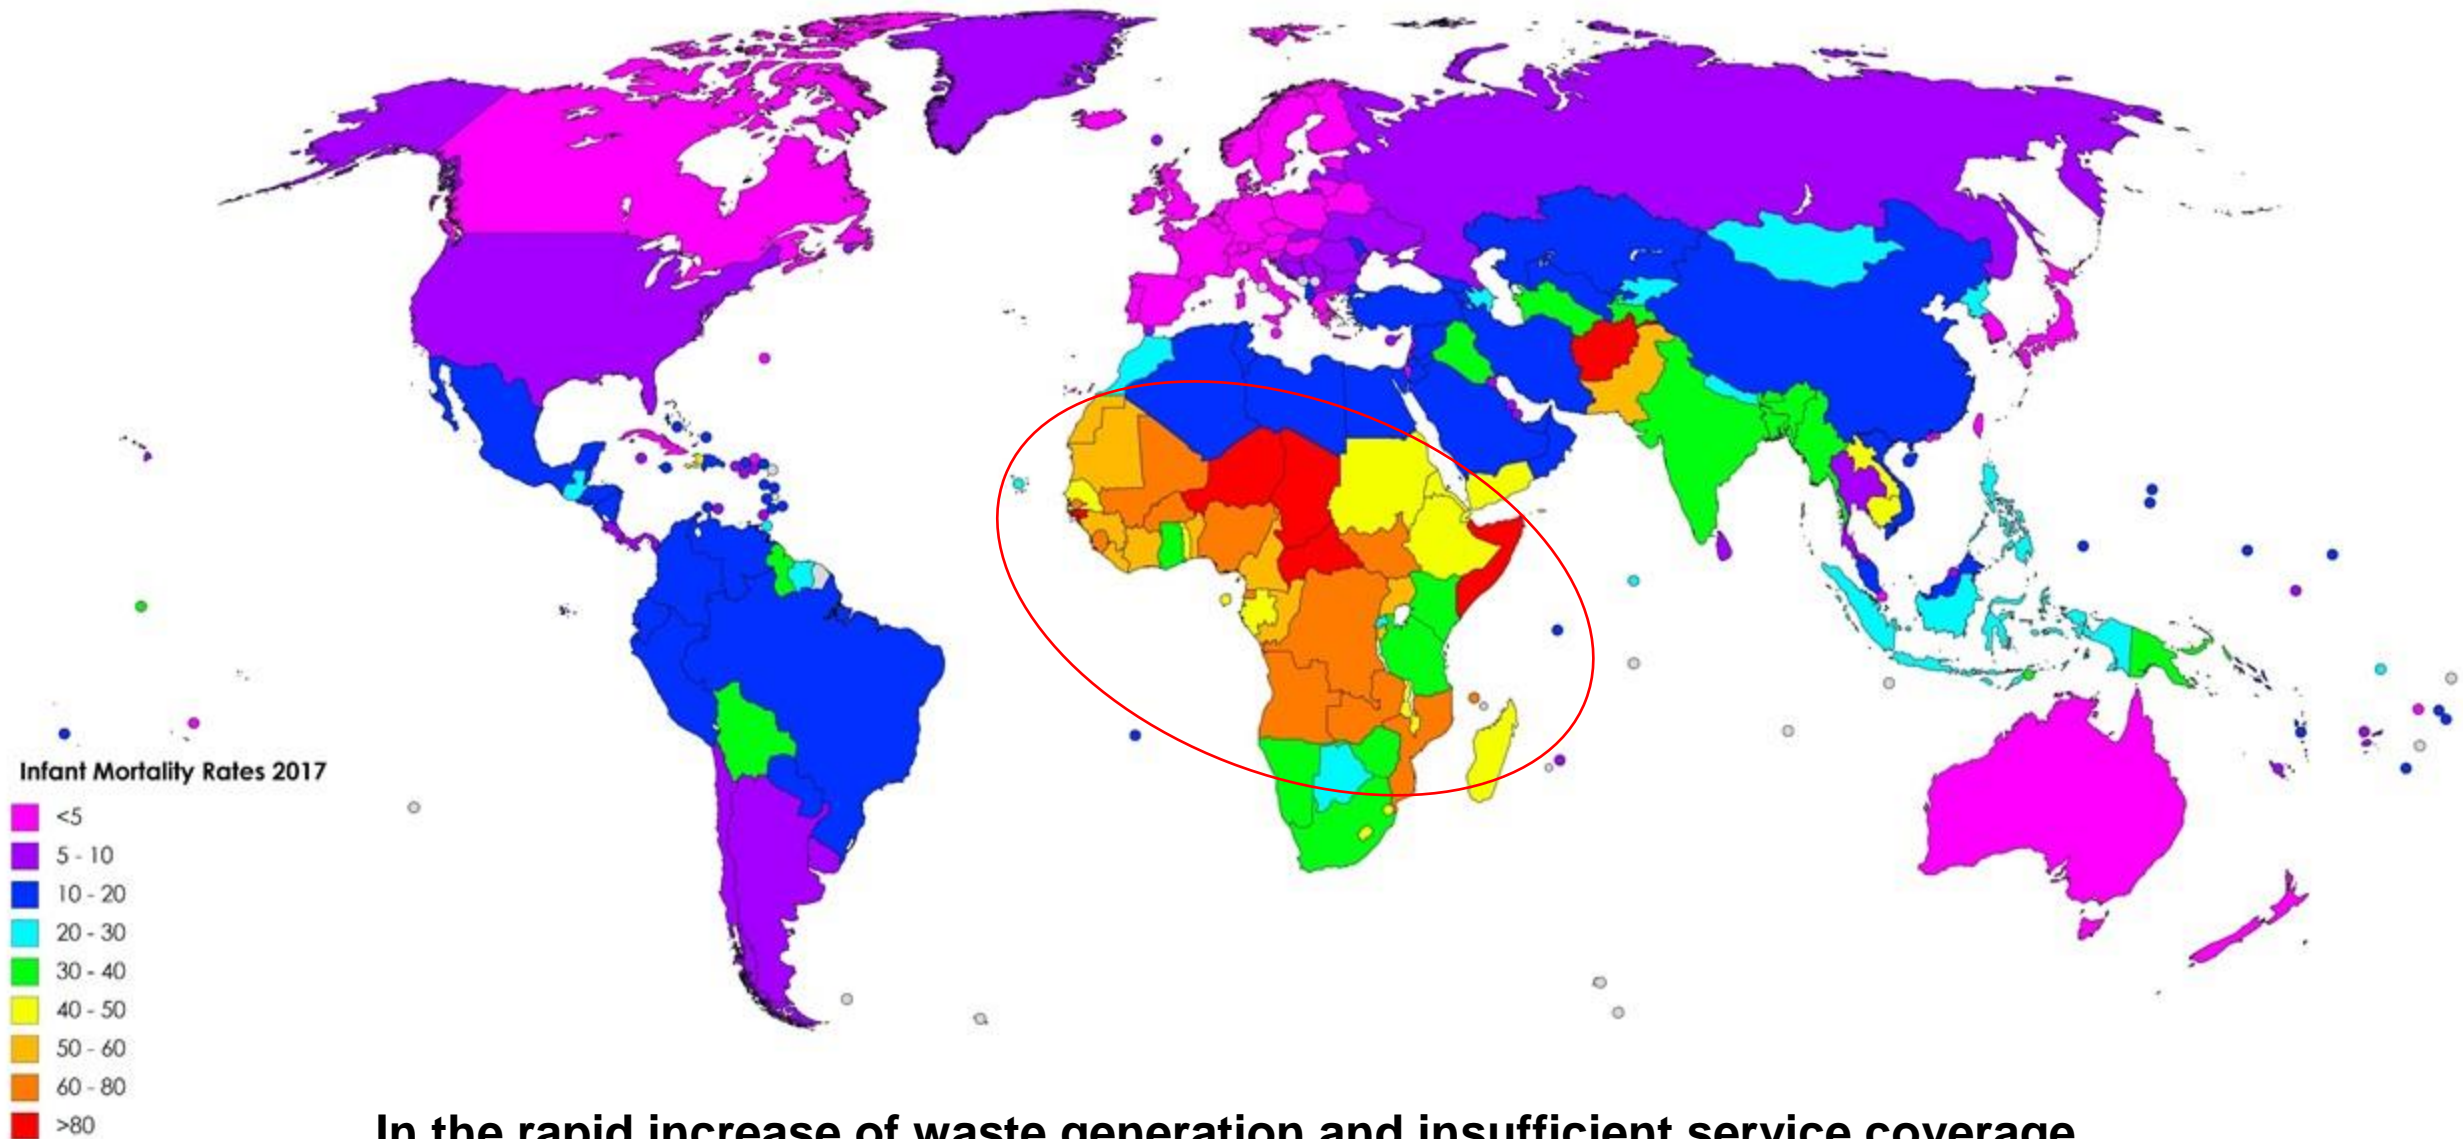 Infant Mortality Rates 2017
<5
5 - 10
10 - 20
20 - 30
30 - 40
40 - 50
50 - 60
60 - 80
>80
In the rapid increase of waste generation and insufficient service coverage